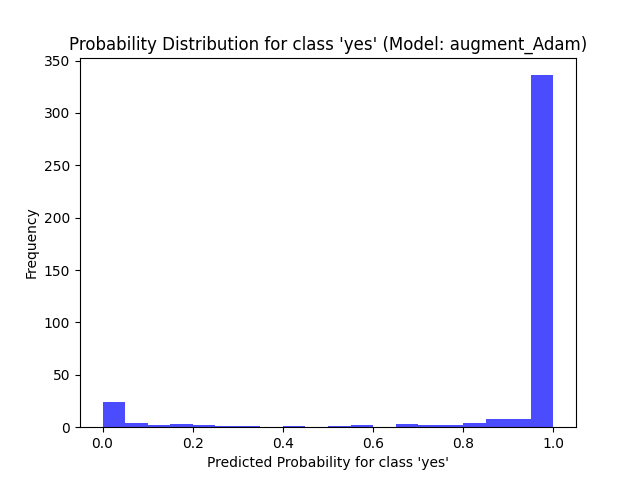 Probability Distribution for class 'yes' (Model: augment_Adam)
350
300
250
200
150
100
50
0
Frequency
0.0 0.2 0.4 0.6 0.8 1.0
Predicted Probability for class 'yes'